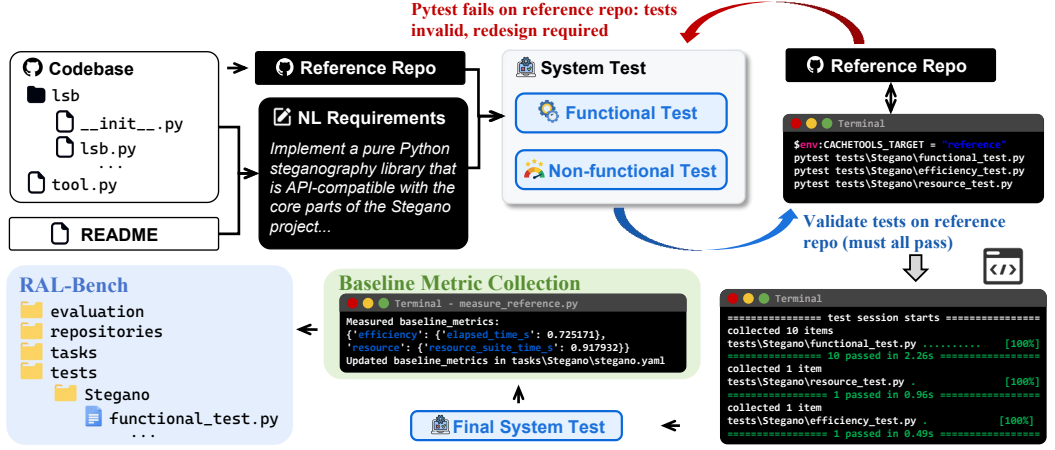 Pytest fails on reference repo: tests
invalid, redesign required
Codebase
lsb
__init__.py
lsb.py
...
tool.py
README
Reference Repo
NL Requirements
Implement a pure Python
steganography library that
is API-compatible with the
core parts of the Stegano
project...
System Test
Functional Test
Non-functional Test
Reference Repo
Terminal
$env:CACHETOOLS_TARGET = "reference"
pytest tests\Stegano\functional_test.py
pytest tests\Stegano\efficiency_test.py
pytest tests\Stegano\resource_test.py
Validate tests on reference
repo (must all pass)
Terminal
================ test session starts ================
collected 10 items
tests\Stegano\functional_test.py .......... [100%]
================ 10 passed in 2.26s ================
collected 1 item
tests\Stegano\resource_test.py . [100%]
================ 1 passed in 0.96s =================
collected 1 item
tests\Stegano\efficiency_test.py . [100%]
================ 1 passed in 0.49s =================
Final System Test
Baseline Metric Collection
Terminal - measure_reference.py
Measured baseline_metrics:
{'efficiency': {'elapsed_time_s': 0.725171},
'resource': {'resource_suite_time_s': 0.917932}}
Updated baseline_metrics in tasks\Stegano\stegano.yaml
RAL-Bench
evaluation
repositories
tasks
tests
Stegano
functional_test.py
...